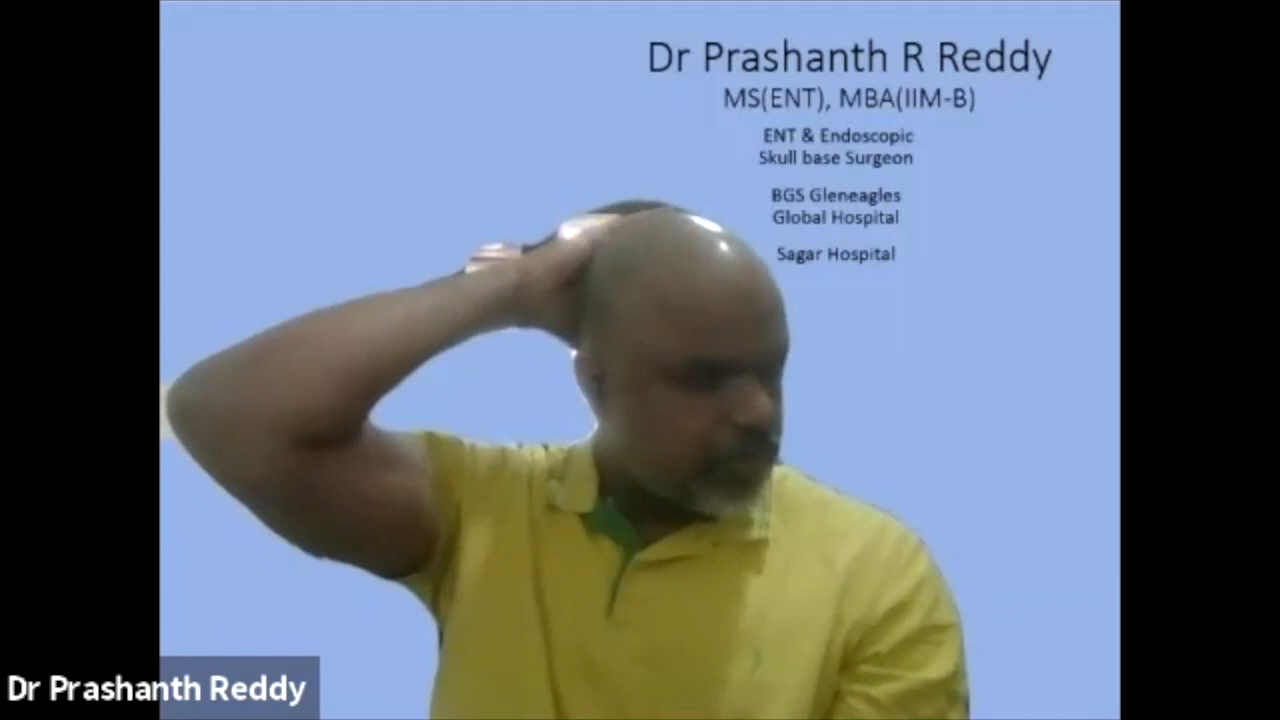 Dr Prashanth R Reddy
MS(ENT), MBA(IIM-B)
ENT & Endoscopic
Skull base Surgeon
BGS Gleneagles
Global Hospital
Sagar Hospital
Dr Prashanth Reddy